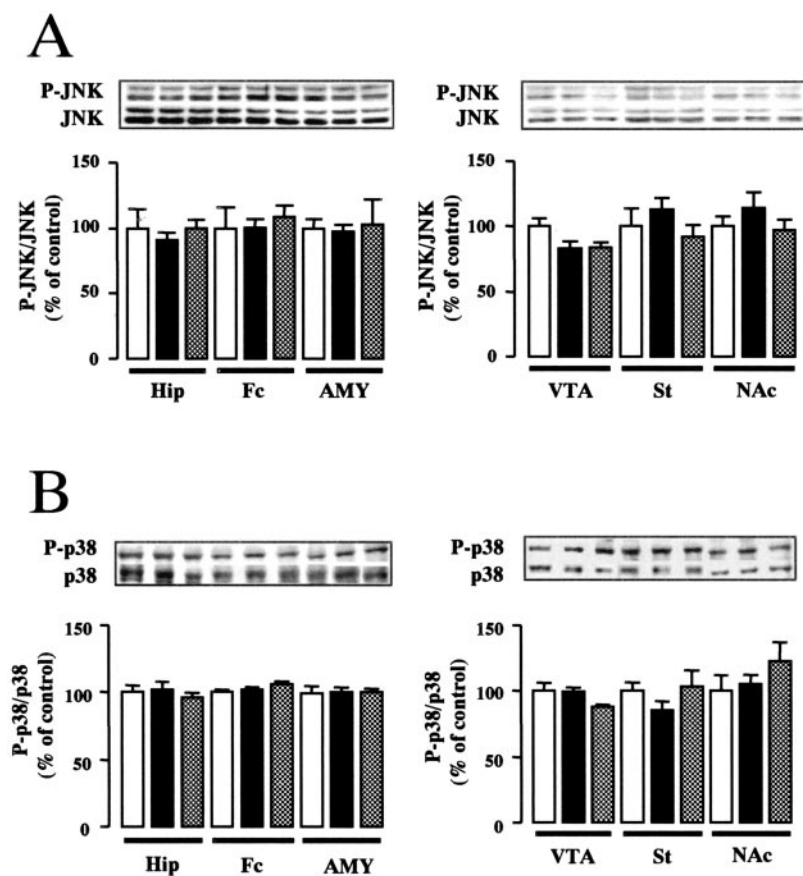 A
P-JNK
JNK
P-JNK/JNK
(% of control)
150
100
50
0
Hip Fc AMY
P-JNK
JNK
P-JNK/JNK
(% of control)
150
100
50
0
VTA St NAc
B
P-p38
p38
P-p38/p38
(% of control)
150
100
50
0
Hip Fc AMY
P-p38
p38
P-p38/p38
(% of control)
150
100
50
0
VTA St NAc